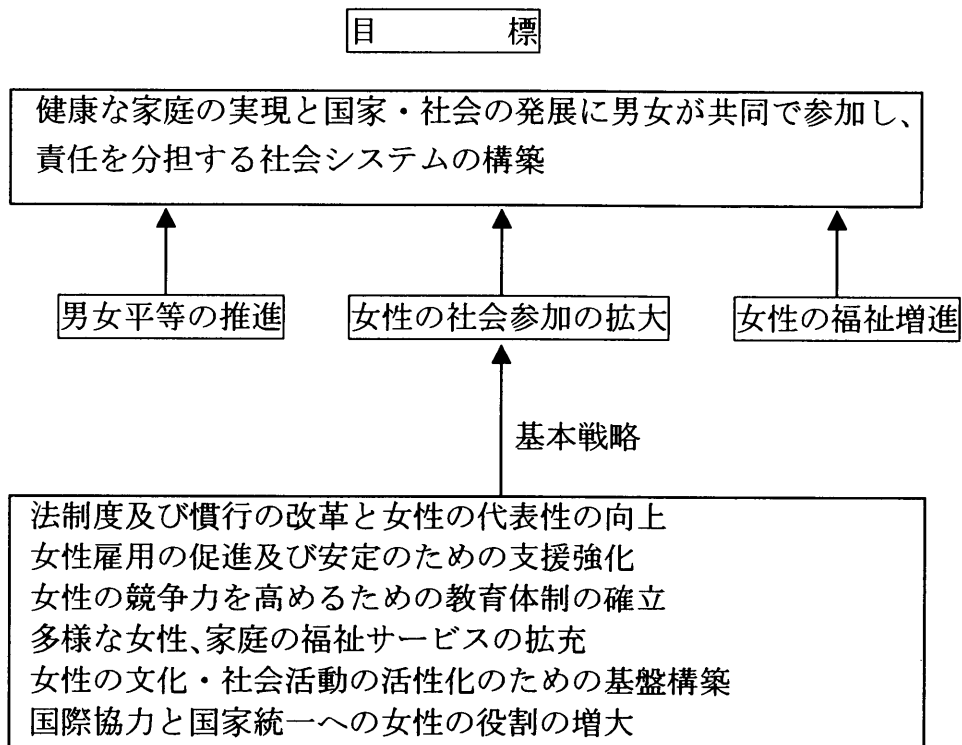 目　標
健康な家庭の実現と国家・社会の発展に男女が共同で参加し、
責任を分担する社会システムの構築
男女平等の推進
女性の社会参加の拡大
女性の福祉増進
基本戦略
法制度及び慣行の改革と女性の代表性の向上
女性雇用の促進及び安定のための支援強化
女性の競争力を高めるための教育体制の確立
多様な女性、家庭の福祉サービスの拡充
女性の文化・社会活動の活性化のための基盤構築
国際協力と国家統一への女性の役割の増大